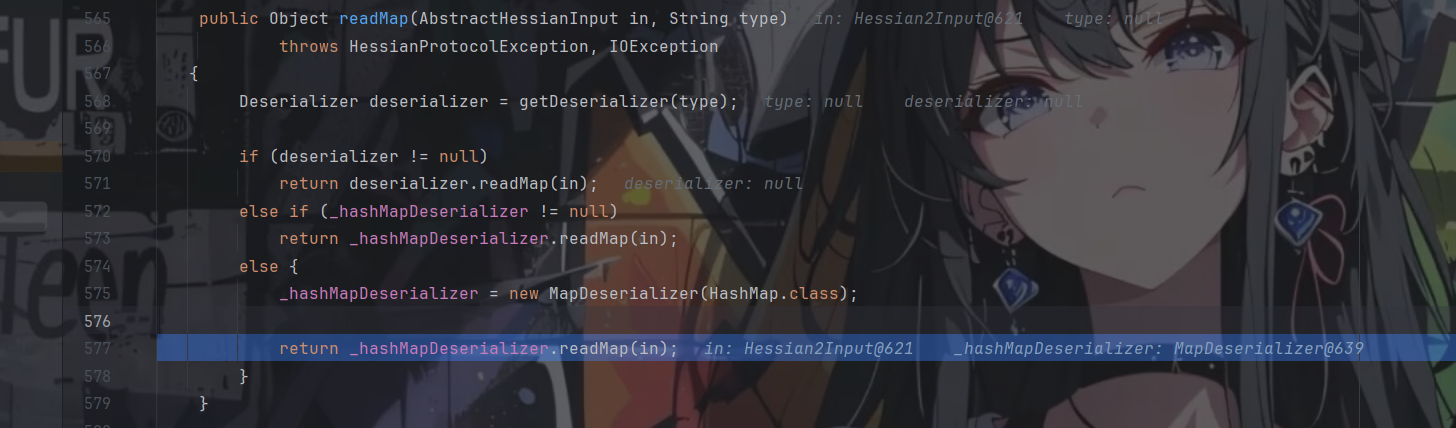 565 public Object readMap(AbstractHessianInput in, String type) in: Hessian2Input@621 type: null
566 throws HessianProtocolException, IOException
567 {
568 Deserializer deserializer = getDeserializer(type); type: null deserializer: null
569
570 if (deserializer != null)
571 return deserializer.readMap(in); deserializer: null
572 else if (_hashMapDeserializer != null)
573 return _hashMapDeserializer.readMap(in);
574 else {
575 _hashMapDeserializer = new MapDeserializer(HashMap.class);
576
577 return _hashMapDeserializer.readMap(in); in: Hessian2Input@621 _hashMapDeserializer: MapDeserializer@639
578 }
579 }